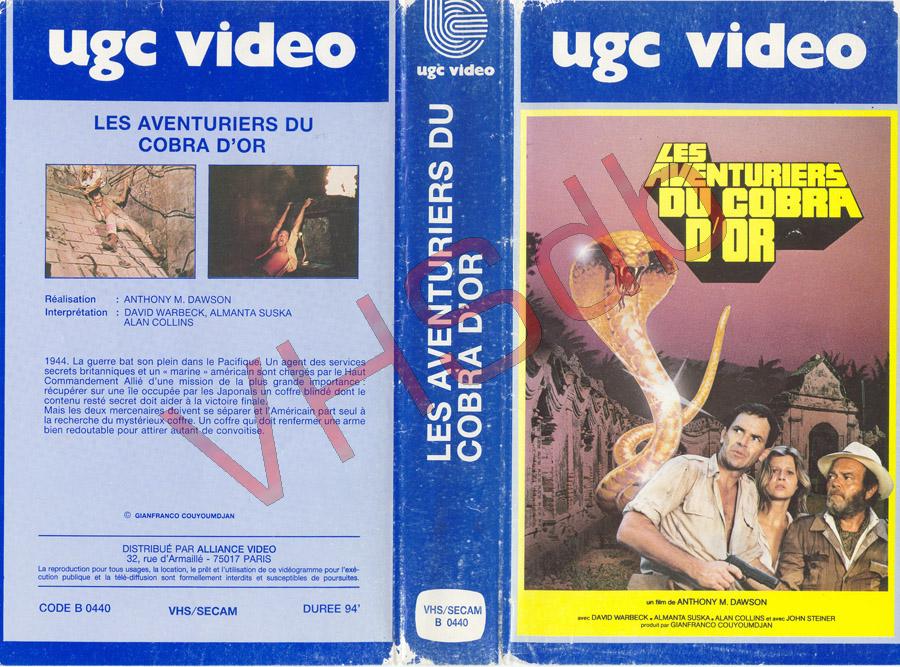 ugc video
LES AVENTURIERS DU
COBRA D'OR
Réalisation : ANTHONY M. DAWSON
Interprétation : DAVID WARBECK, ALMANTA SUSKA
ALAN COLLINS
1944. La guerre bat son plein dans le Pacifique. Un agent des services
secrets britanniques et un « marine » américain sont chargés par le Haut
Commandement Allié d'une mission de la plus grande importance :
récupérer sur une île occupée par les Japonais un coffre blindé dont le
contenu resté secret doit aider à la victoire finale.
Mais les deux mercenaires doivent se séparer et l'Américain part seul à
la recherche du mystérieux coffre. Un coffre qui doit renfermer une arme
bien redoutable pour attirer autant de convoitise.
© GIANFRANCO COUYOUMDJAN
DISTRIBUÉ PAR ALLIANCE VIDEO
32, rue d'Armaillé - 75017 PARIS
La reproduction pour tous usages, la location, le prêt et l'utilisation de ce vidéogramme pour l'exé-
cution publique et la télé-diffusion sont formellement interdits et susceptibles de poursuites.
CODE B 0440 VHS/SECAM DUREE 94'
ugc video
LES AVENTURIERS DU
COBRA D'OR
VHS/SECAM
B 0440
ugc video
LES
AVENTURIERS
DU COBRA
D'OR
un film de ANTHONY M. DAWSON
avec DAVID WARBECK . ALMANTA SUSKA . ALAN COLLINS et avec JOHN STEINER
produit par GIANFRANCO COUYOUMDJAN
VHSdb